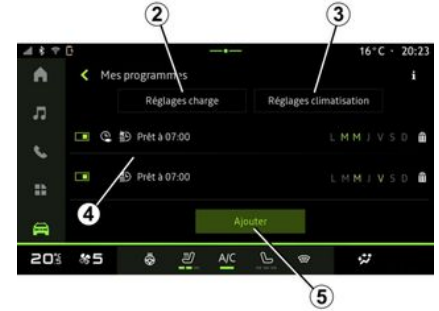 2
3
16°C · 20:23
Mes programmes
i
Réglages charge
Réglages climatisation
Prêt à 07:00
L M M J V S D
Prêt à 07:00
L M M J V S D
4
Ajouter
20°5
5
A/C
5